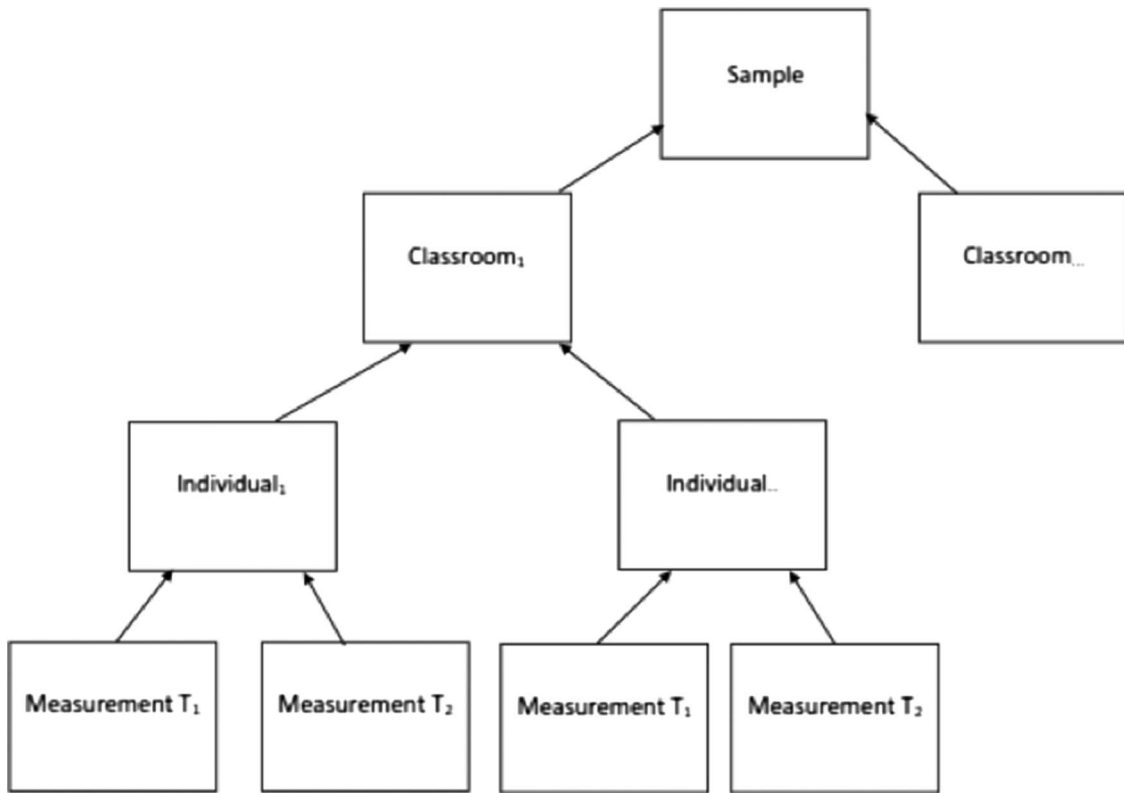 Sample
Classroom₁
Classroom...
Individual₁
Individual...
Measurement T₁
Measurement T₂
Measurement T₁
Measurement T₂